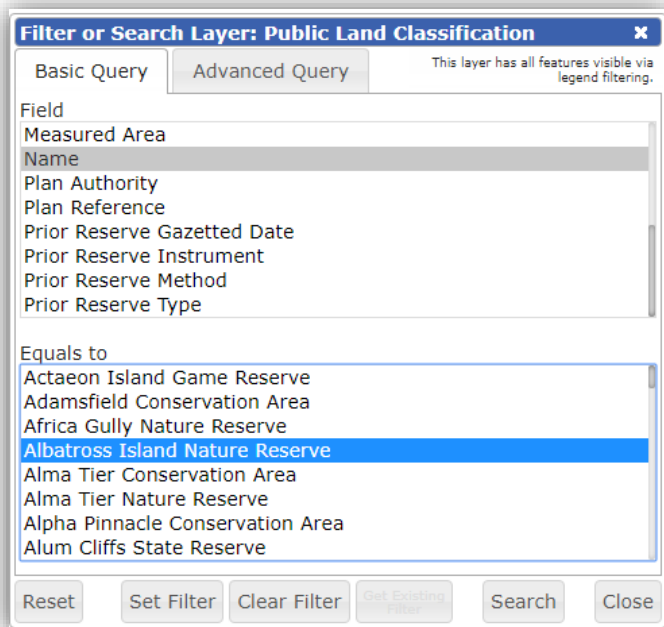 Filter or Search Layer: Public Land Classification
Basic Query
Advanced Query
This layer has all features visible via
legend filtering.
Field
Measured Area
Name
Plan Authority
Plan Reference
Prior Reserve Gazetted Date
Prior Reserve Instrument
Prior Reserve Method
Prior Reserve Type
Equals to
Actaeon Island Game Reserve
Adamsfield Conservation Area
Africa Gully Nature Reserve
Albatross Island Nature Reserve
Alma Tier Conservation Area
Alma Tier Nature Reserve
Alpha Pinnacle Conservation Area
Alum Cliffs State Reserve
Reset
Set Filter
Clear Filter
Get Existing
Filter
Search
Close